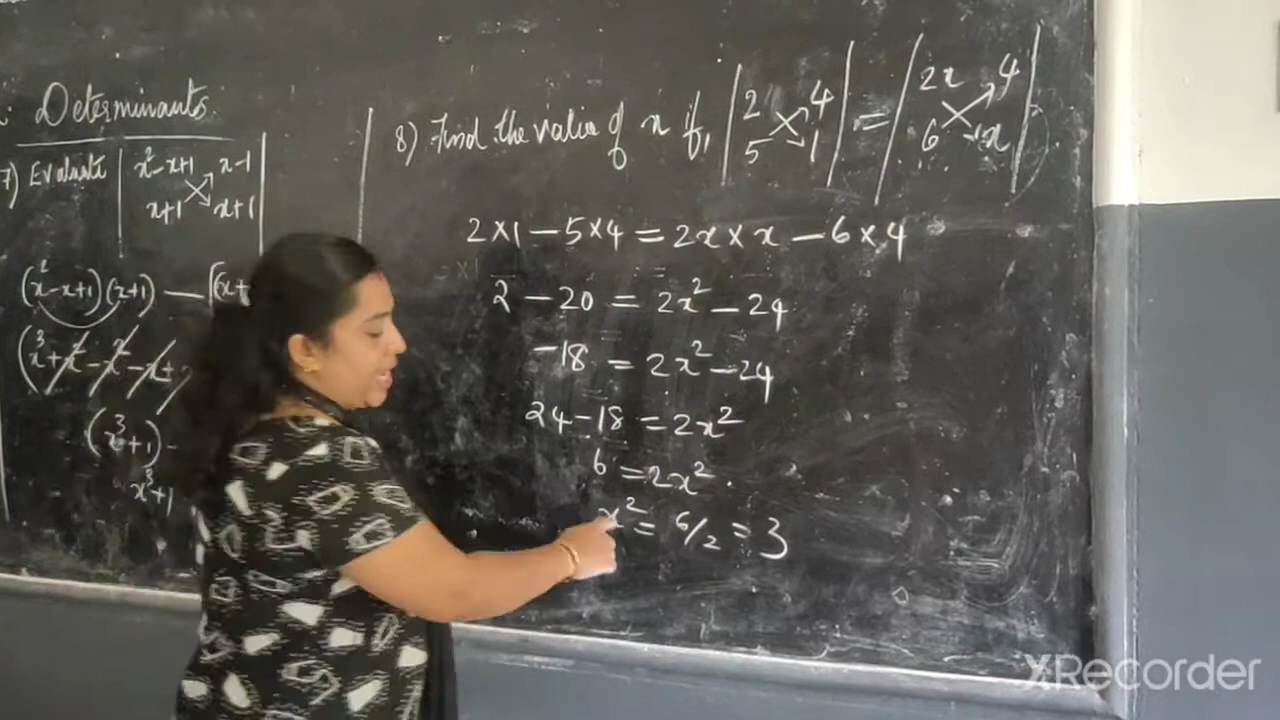 Determinants.
7) Evaluate | x²-x+1 x-1 |
| x+1 x+1 |
(x²-x+1)(x+1) — [(x+
(x³+x²-x²-x+
(x³+1) -
x³+1
8) Find the value of x if, | 2 4 | = | 2x 4 |
| 5 1 | | 6 x |
2×1 - 5×4 = 2x × x - 6×4
2 - 20 = 2x² - 24
-18 = 2x² - 24
24 - 18 = 2x²
6 = 2x².
x² = 6/2 = 3
XRecorder